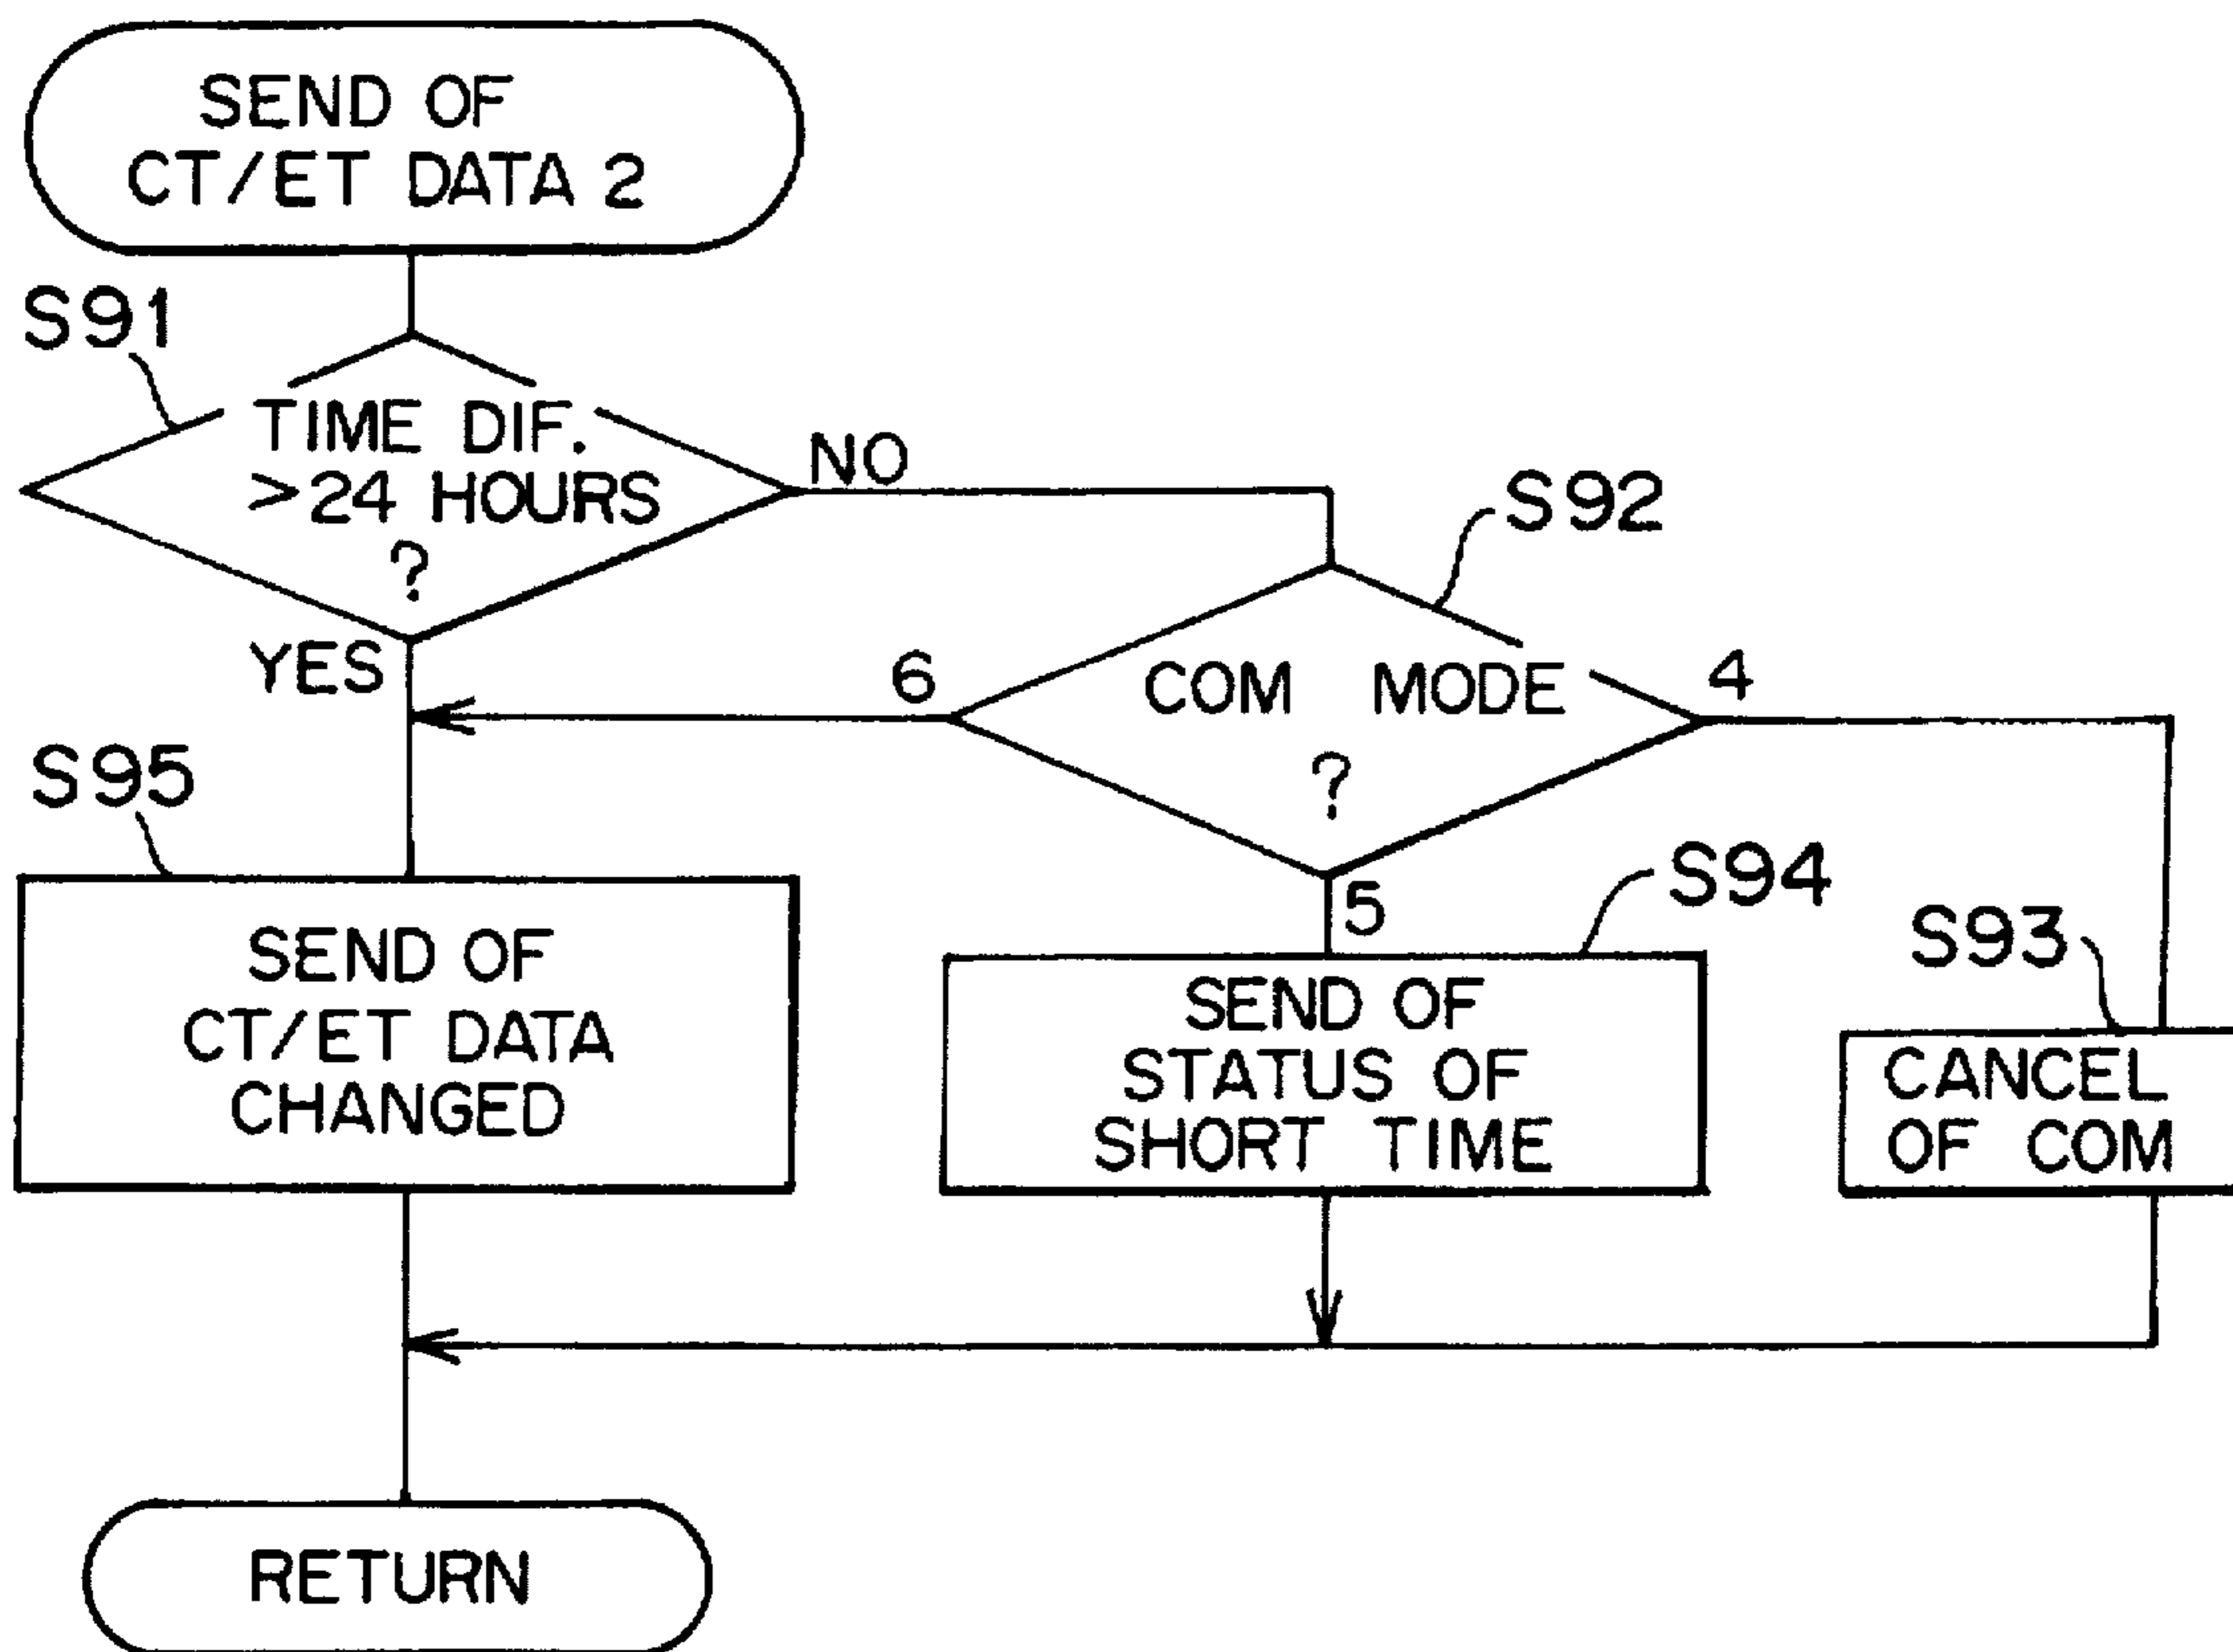 SEND OF
CT/ET DATA 2
S91
TIME DIF.
>24 HOURS
?
NO
YES
S92
COM MODE
?
6
4
5
S95
SEND OF
CT/ET DATA
CHANGED
S94
SEND OF
STATUS OF
SHORT TIME
S93
CANCEL
OF COM
RETURN